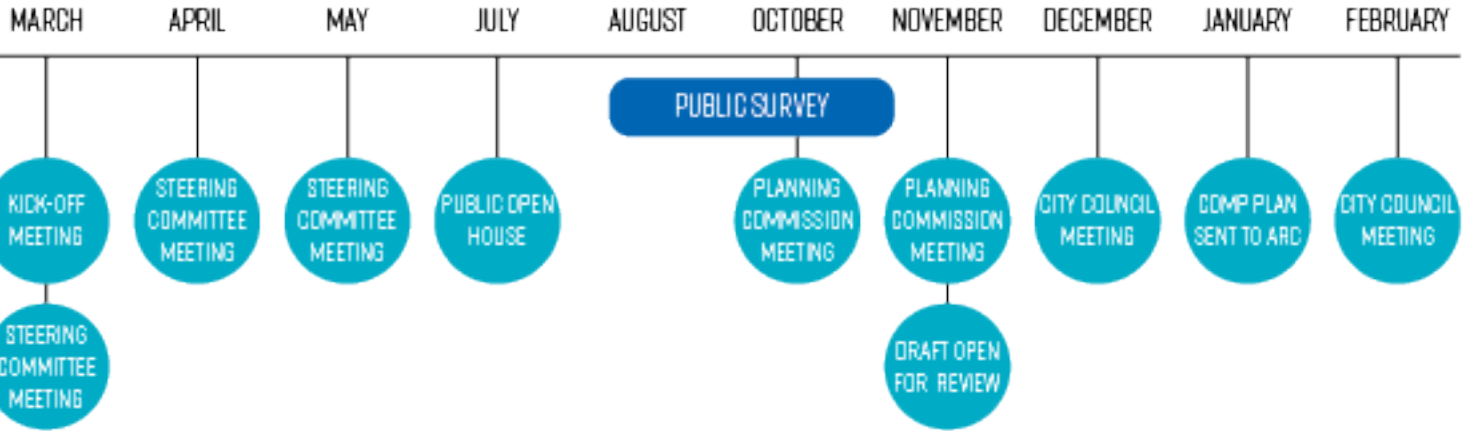 MARCH APRIL MAY JULY AUGUST OCTOBER NOVEMBER DECEMBER JANUARY FEBRUARY
PUBLIC SURVEY
KICK-OFF
MEETING
STEERING
COMMITTEE
MEETING
STEERING
COMMITTEE
MEETING
PUBLIC OPEN
HOUSE
PLANNING
COMMISSION
MEETING
PLANNING
COMMISSION
MEETING
CITY COUNCIL
MEETING
COMP PLAN
SENT TO ARC
CITY COUNCIL
MEETING
STEERING
COMMITTEE
MEETING
DRAFT OPEN
FOR REVIEW